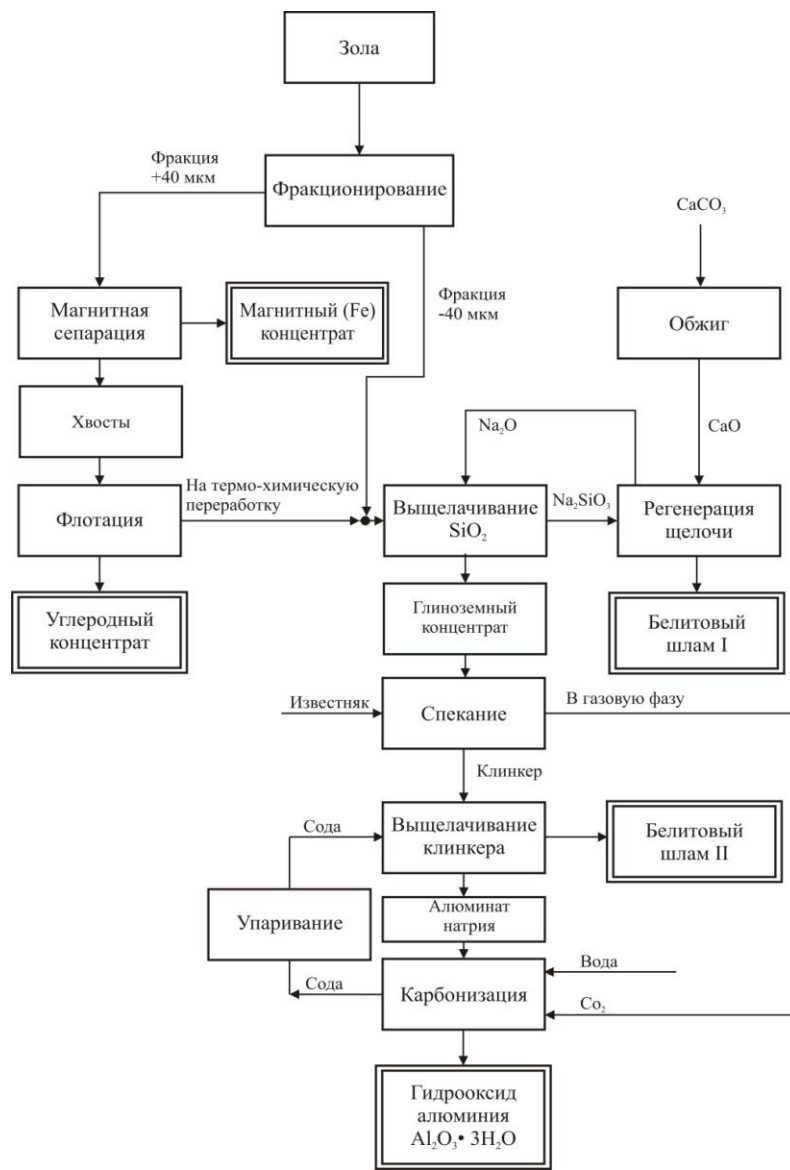 Зола
Фракция
+40 мкм
Фракционирование
CaCO₃
Магнитная
сепарация
Магнитный (Fe)
концентрат
Фракция
-40 мкм
Обжиг
Хвосты
Na₂O
CaO
На термо-химическую
переработку
Флотация
Выщелачивание
SiO₂
Na₂SiO₃
Регенерация
щелочи
Углеродный
концентрат
Глиноземный
концентрат
Белитовый
шлам I
Известняк
Спекание
В газовую фазу
Клинкер
Сода
Выщелачивание
клинкера
Белитовый
шлам II
Упаривание
Алюминат
натрия
Вода
Сода
Карбонизация
Co₂
Гидрооксид
алюминия
Al₂O₃• 3H₂O